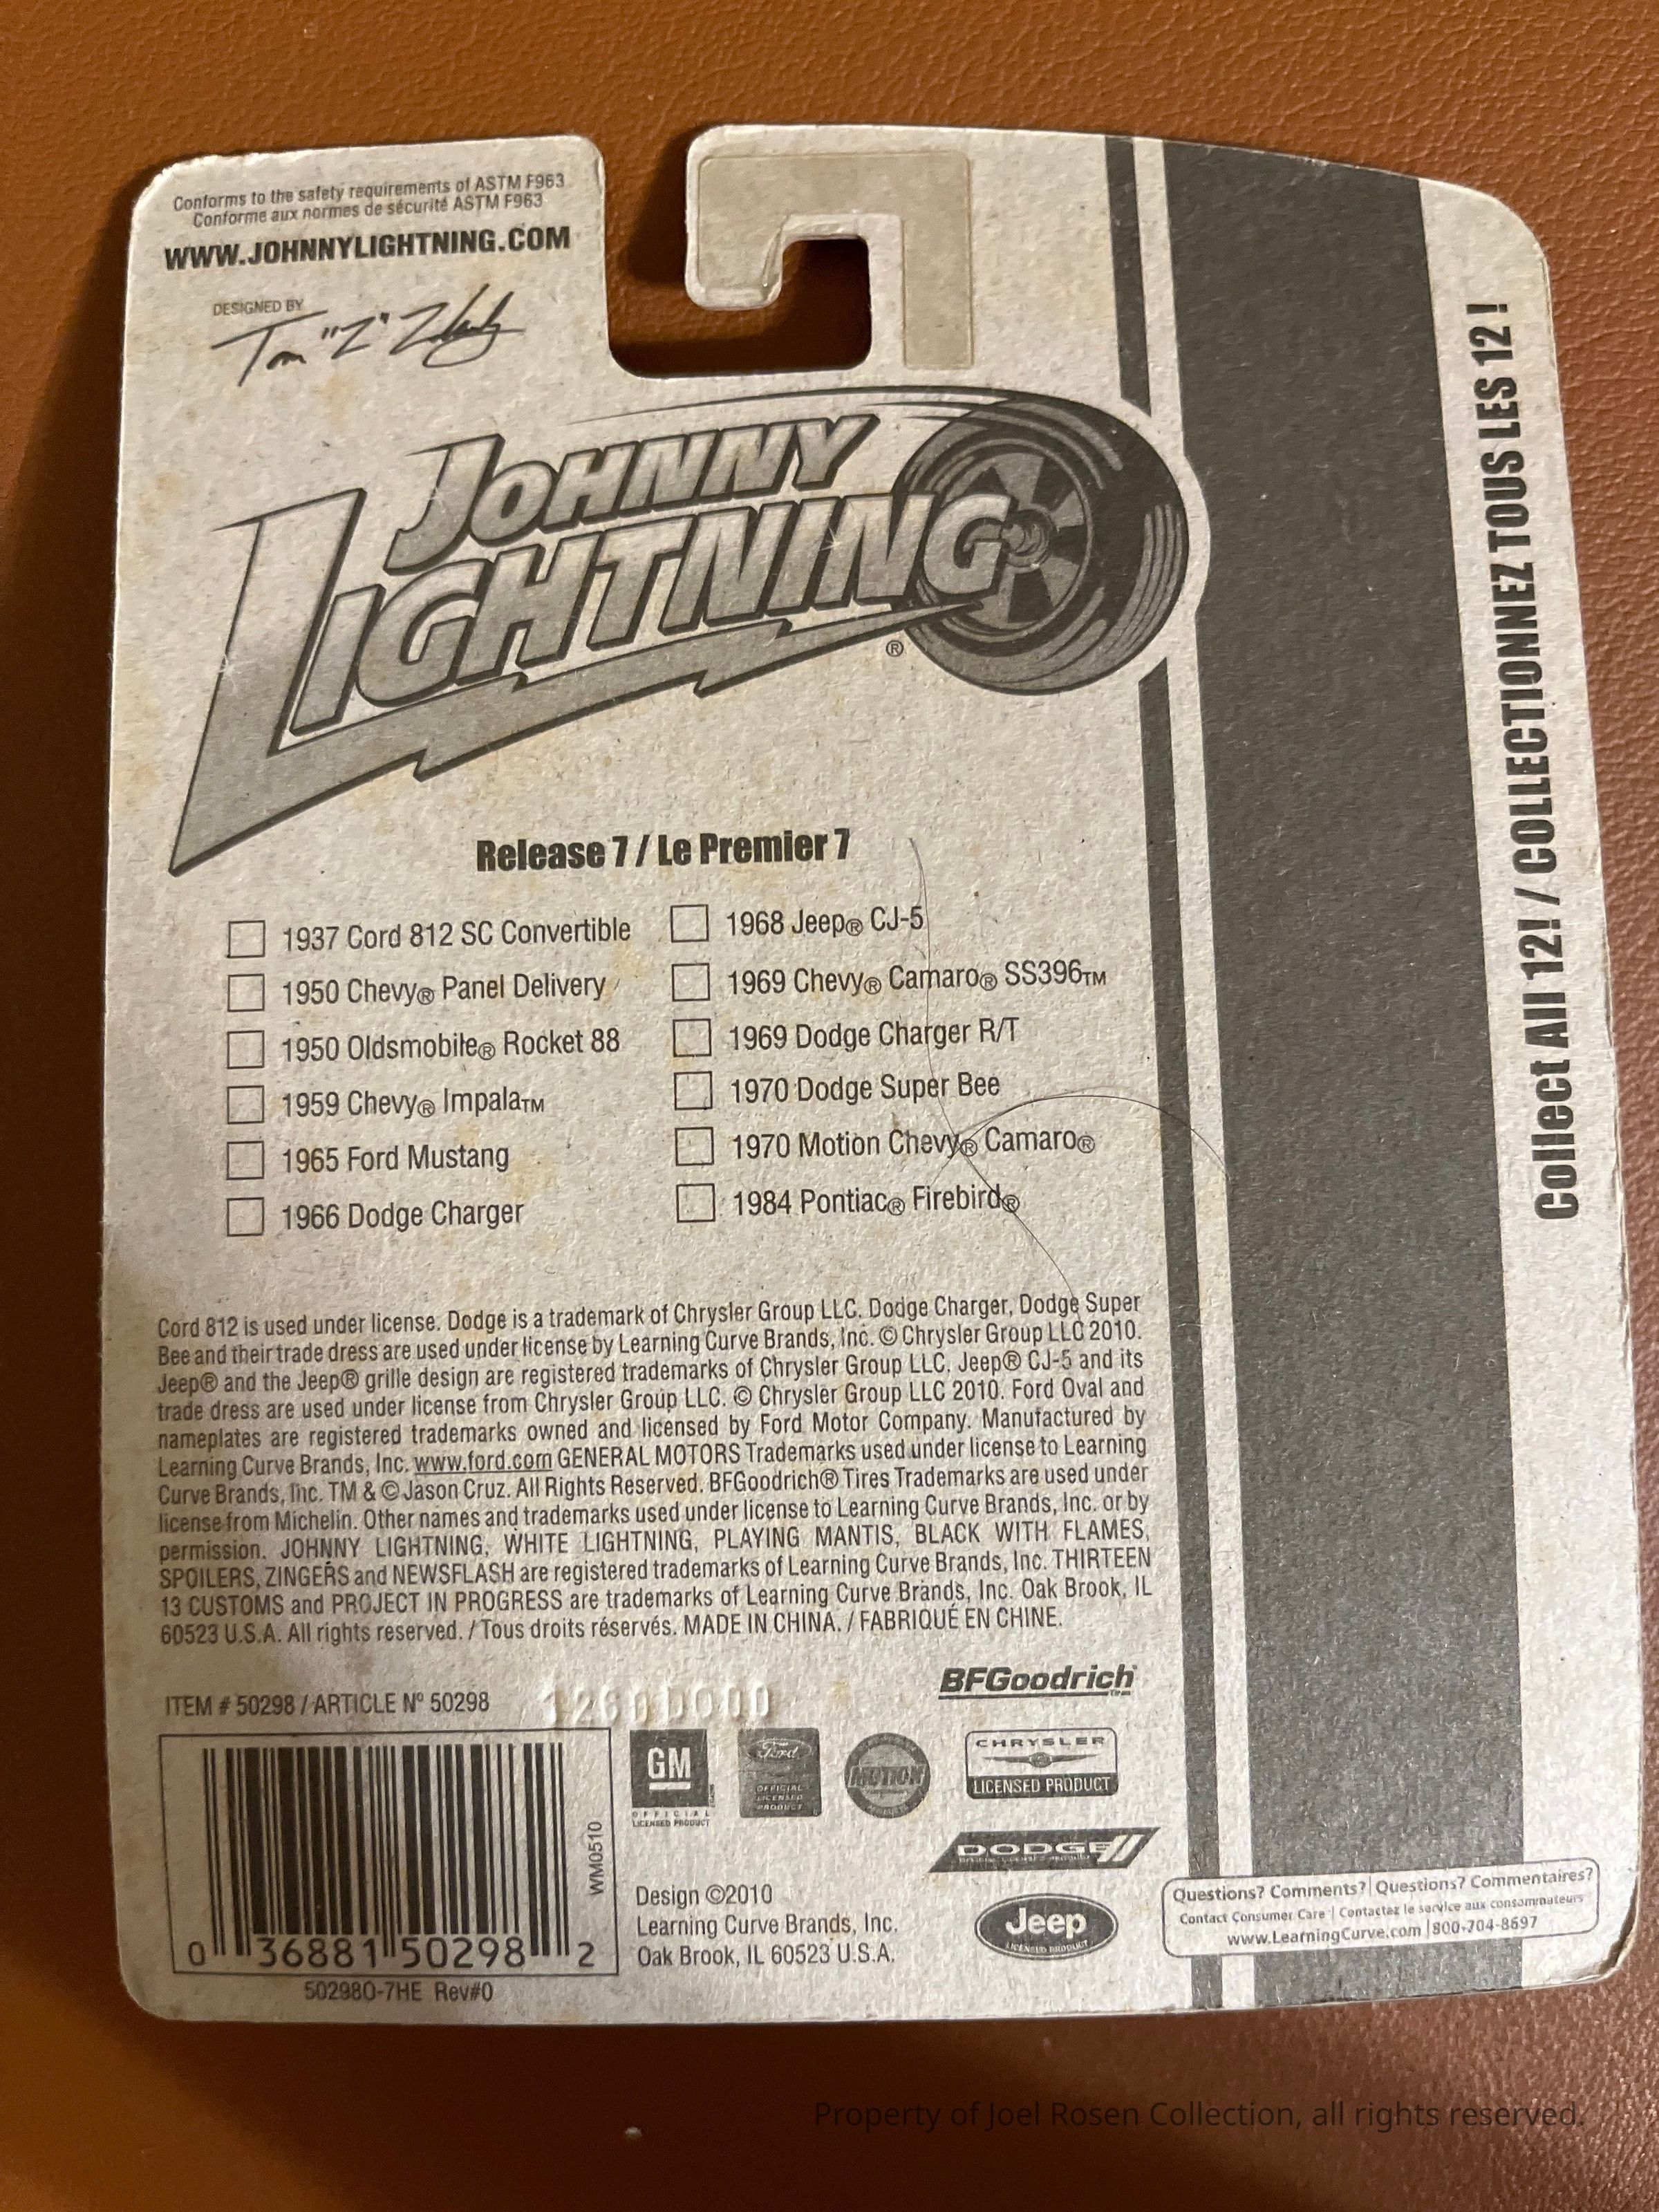 Conforms to the safety requirements of ASTM F963
Conforme aux normes de sécurité ASTM F963
WWW.JOHNNYLIGHTNING.COM
DESIGNED BY
Tom "Z"
JOHNNY
LIGHTNING®
Release 7 / Le Premier 7
1937 Cord 812 SC Convertible
1950 Chevy® Panel Delivery
1950 Oldsmobile® Rocket 88
1959 Chevy® Impala™
1965 Ford Mustang
1966 Dodge Charger
1968 Jeep® CJ-5
1969 Chevy® Camaro® SS396™
1969 Dodge Charger R/T
1970 Dodge Super Bee
1970 Motion Chevy® Camaro®
1984 Pontiac® Firebird®
Cord 812 is used under license. Dodge is a trademark of Chrysler Group LLC. Dodge Charger, Dodge Super
Bee and their trade dress are used under license by Learning Curve Brands, Inc. © Chrysler Group LLC 2010.
Jeep® and the Jeep® grille design are registered trademarks of Chrysler Group LLC. Jeep® CJ-5 and its
trade dress are used under license from Chrysler Group LLC. © Chrysler Group LLC 2010. Ford Oval and
nameplates are registered trademarks owned and licensed by Ford Motor Company. Manufactured by
Learning Curve Brands, Inc. www.ford.com GENERAL MOTORS Trademarks used under license to Learning
Curve Brands, Inc. TM & © Jason Cruz. All Rights Reserved. BFGoodrich® Tires Trademarks are used under
license from Michelin. Other names and trademarks used under license to Learning Curve Brands, Inc. or by
permission. JOHNNY LIGHTNING, WHITE LIGHTNING, PLAYING MANTIS, BLACK WITH FLAMES,
SPOILERS, ZINGERS and NEWSFLASH are registered trademarks of Learning Curve Brands, Inc. THIRTEEN
13 CUSTOMS and PROJECT IN PROGRESS are trademarks of Learning Curve Brands, Inc. Oak Brook, IL
60523 U.S.A. All rights reserved. / Tous droits réservés. MADE IN CHINA. / FABRIQUÉ EN CHINE.
ITEM # 50298 / ARTICLE Nº 50298
BFGoodrich
GM
OFFICIAL
LICENSED PRODUCT
Ford
OFFICIAL
LICENSED
PRODUCT
MOTION
CHRYSLER
LICENSED PRODUCT
DODGE
Jeep
LICENSED PRODUCT
WM0510
0 36881 50298 2
50298O-7HE Rev#0
Design ©2010
Learning Curve Brands, Inc.
Oak Brook, IL 60523 U.S.A.
Questions? Comments? | Questions? Commentaires?
Contact Consumer Care | Contactez le service aux consommateurs
www.LearningCurve.com | 800-704-8697
Collect All 12! / COLLECTIONNEZ TOUS LES 12 !
Property of Joel Rosen Collection, all rights reserved.